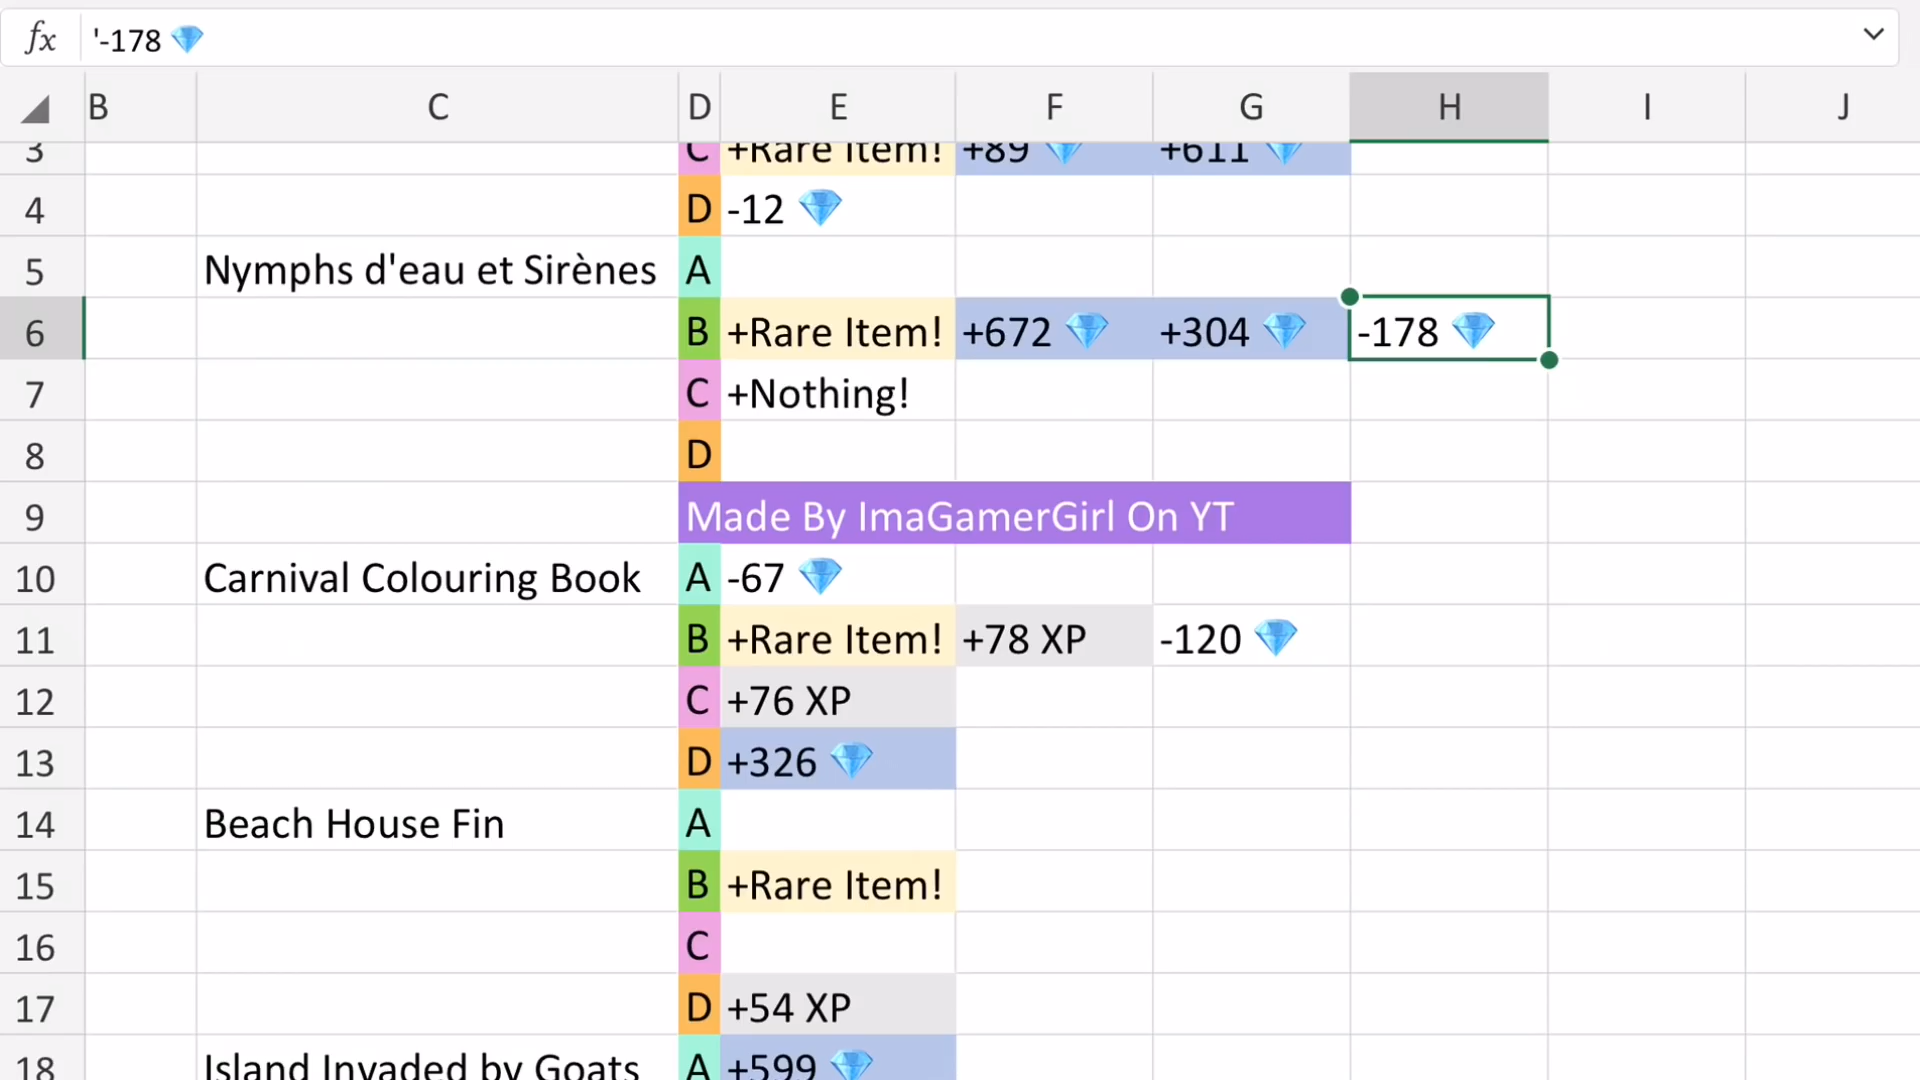 fx '-178 💎
B C D E F G H I J
3 C +Rare Item! +89 💎 +611 💎
4 D -12 💎
5 Nymphs d'eau et Sirènes A
6 B +Rare Item! +672 💎 +304 💎 -178 💎
7 C +Nothing!
8 D
9 Made By ImaGamerGirl On YT
10 Carnival Colouring Book A -67 💎
11 B +Rare Item! +78 XP -120 💎
12 C +76 XP
13 D +326 💎
14 Beach House Fin A
15 B +Rare Item!
16 C
17 D +54 XP
18 Island Invaded by Goats A +599 💎